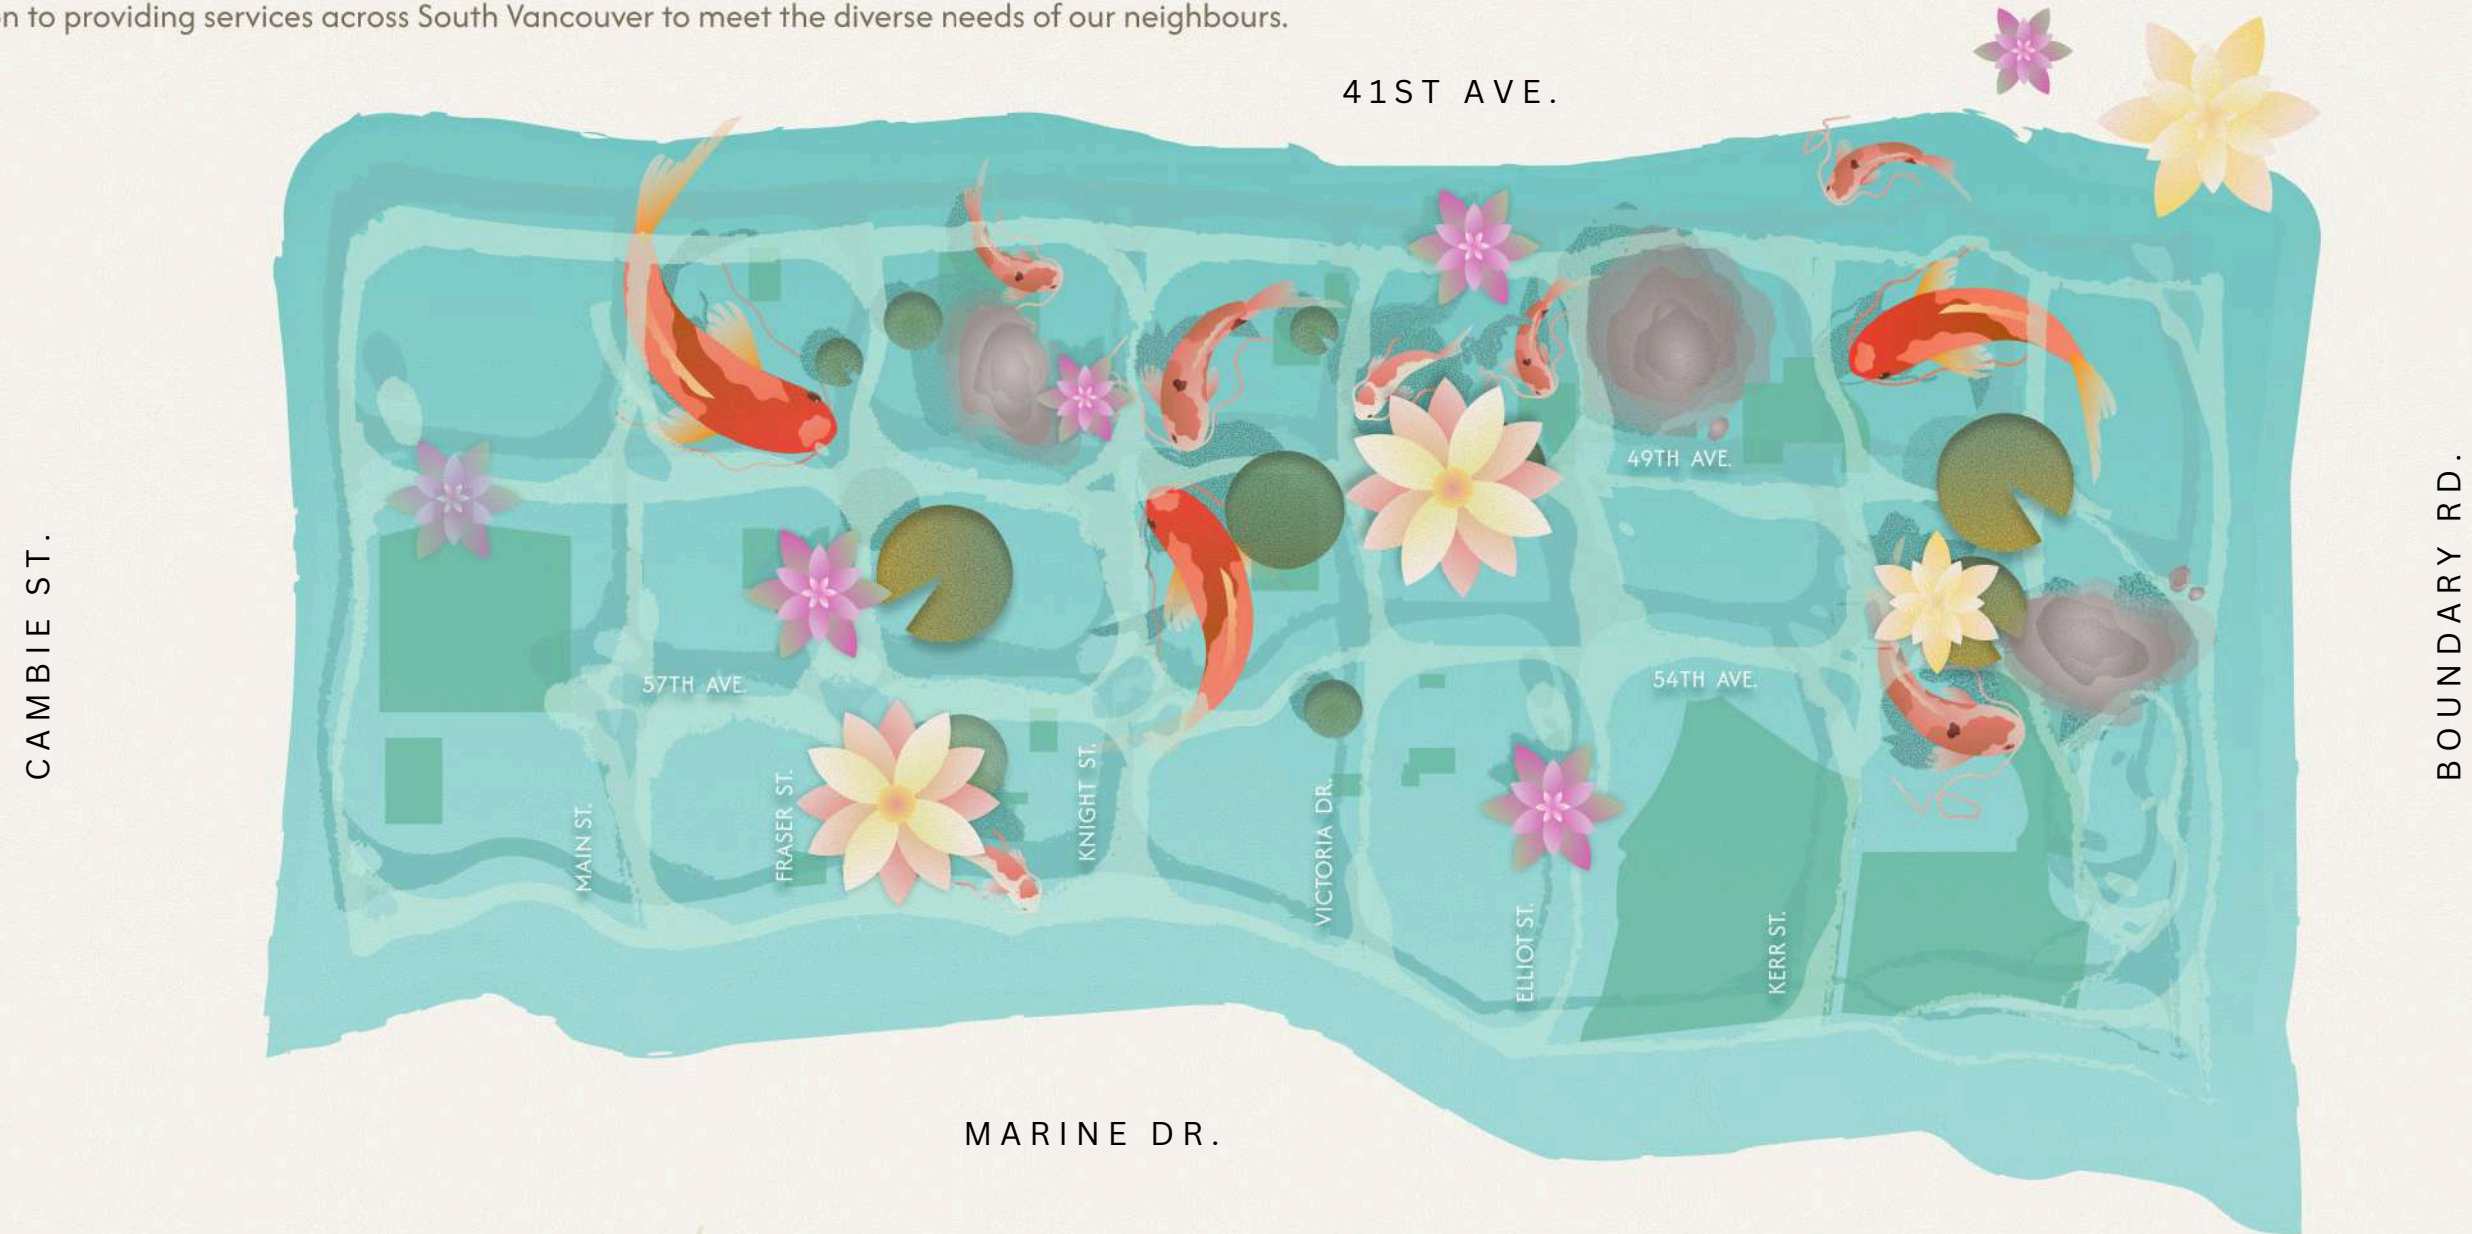 n to providing services across South Vancouver to meet the diverse needs of our neighbours.
41ST AVE.
49TH AVE.
CAMBIE ST.
BOUNDARY RD.
57TH AVE.
54TH AVE.
MAIN ST.
FRASER ST.
KNIGHT ST.
VICTORIA DR.
ELLIOT ST.
KERR ST.
MARINE DR.